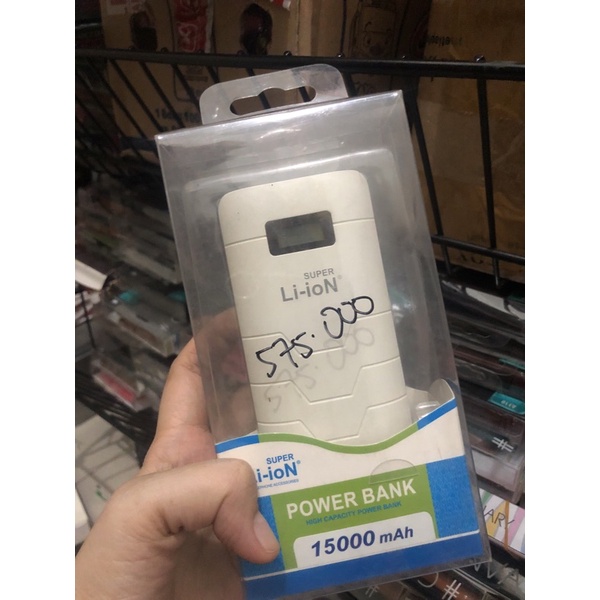 SUPER
Li-ioN®
575.000
SUPER
Li-ioN®
POWER BANK
HIGH CAPACITY POWER BANK
15000 mAh